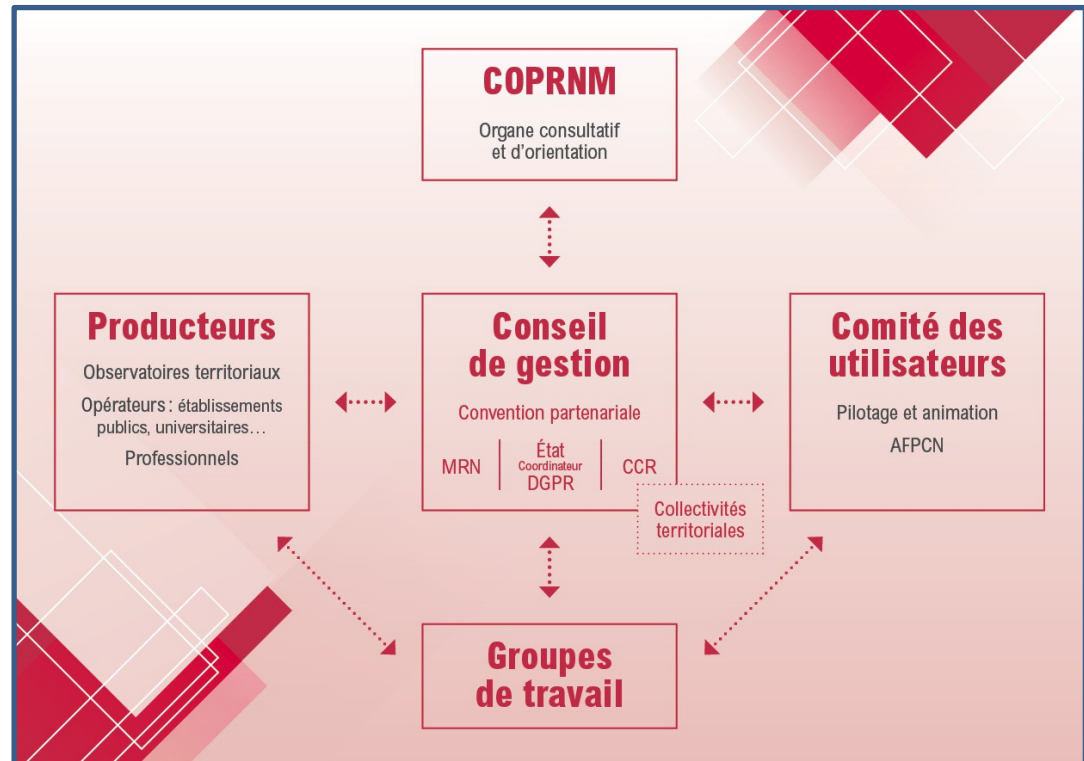 COPRNM
Organe consultatif
et d'orientation
Producteurs
Observatoires territoriaux
Opérateurs : établissements
publics, universitaires…
Professionnels
Conseil
de gestion
Convention partenariale
MRN
État
Coordinateur
DGPR
CCR
Collectivités
territoriales
Comité des
utilisateurs
Pilotage et animation
AFPCN
Groupes
de travail